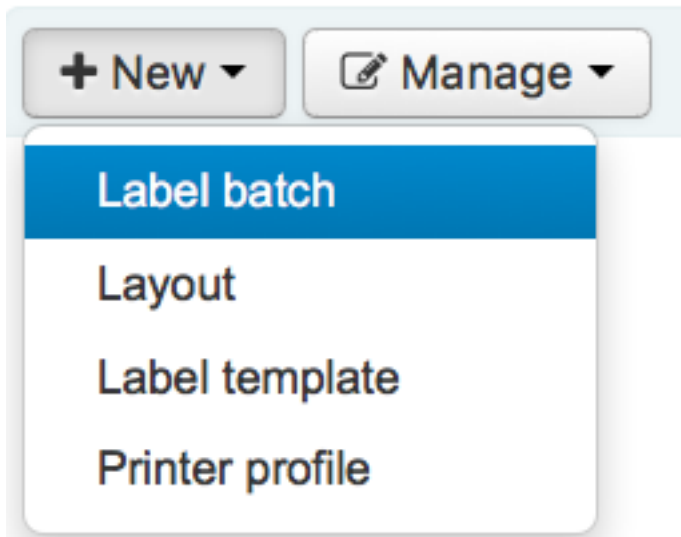 + New Manage
Label batch
Layout
Label template
Printer profile